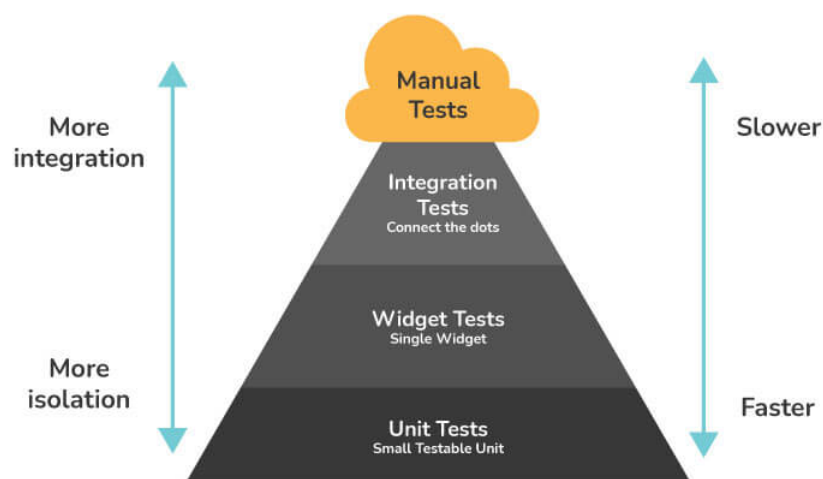 Manual
Tests
More
integration
Slower
Integration
Tests
Connect the dots
Widget Tests
Single Widget
More
isolation
Faster
Unit Tests
Small Testable Unit